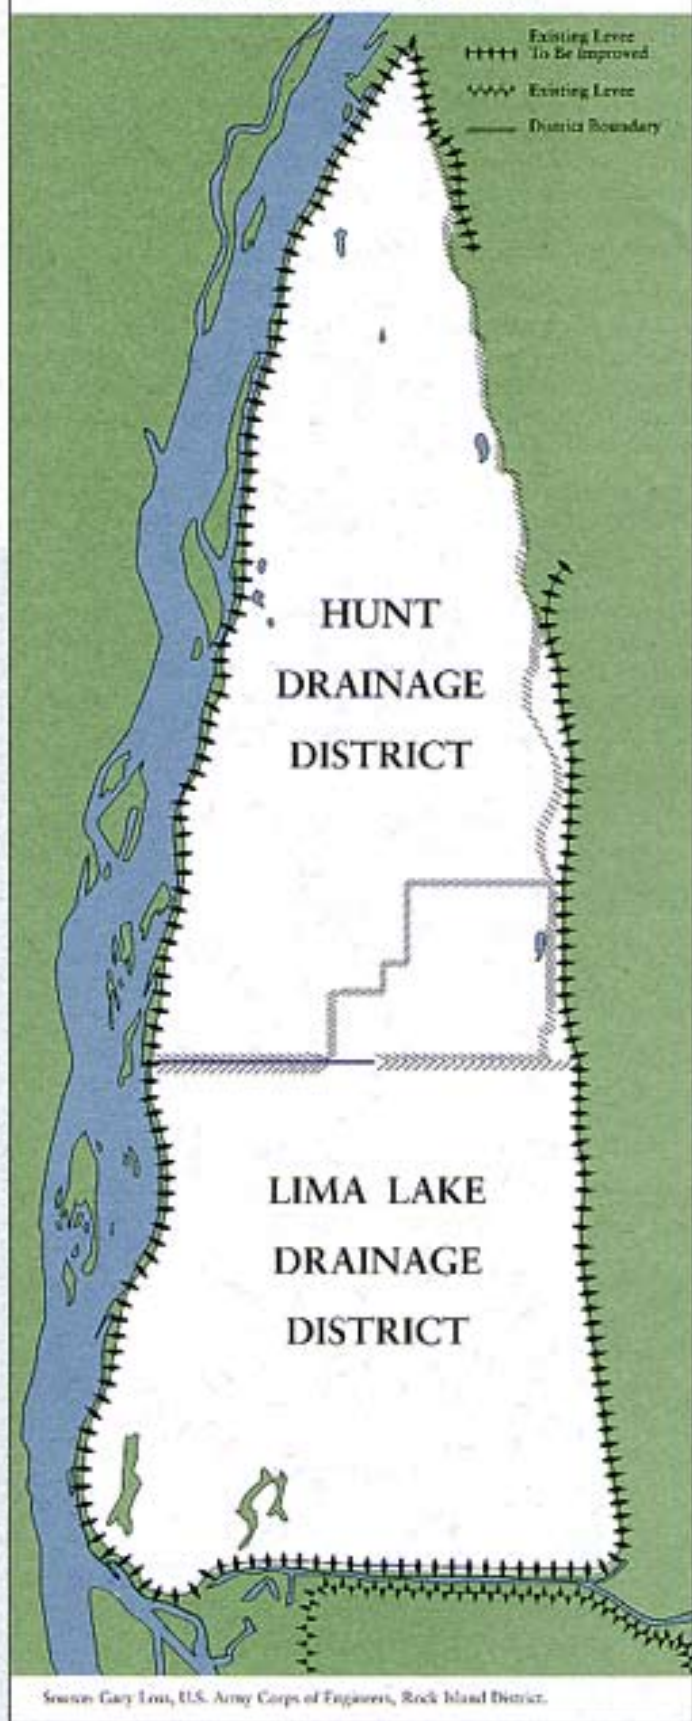 Existing Levee
To Be Improved
Existing Levee
District Boundary
HUNT
DRAINAGE
DISTRICT
LIMA LAKE
DRAINAGE
DISTRICT
Source: Gary Loss, U.S. Army Corps of Engineers, Rock Island District.